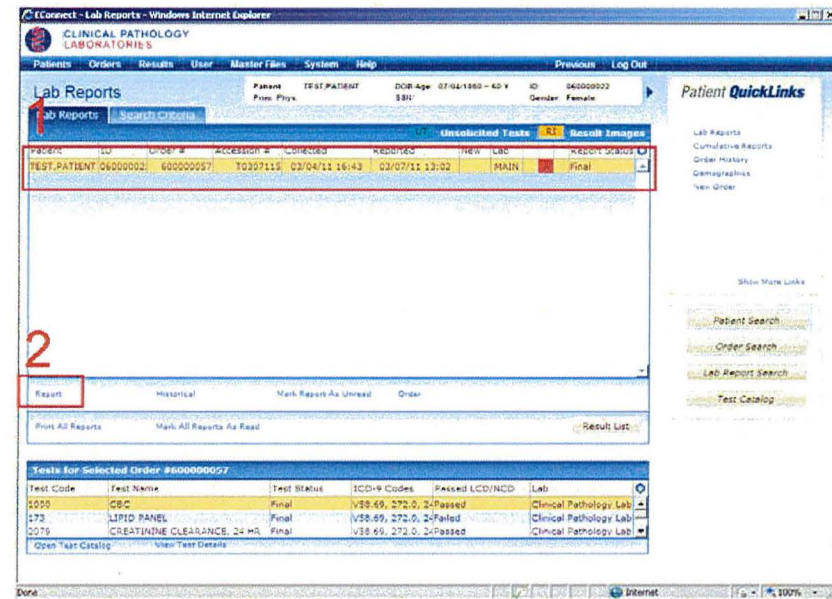 EConnect - Lab Reports - Windows Internet Explorer
CLINICAL PATHOLOGY
LABORATORIES
Patients Orders Results User Master Files System Help Previous Log Out
Lab Reports
Patient TEST,PATIENT DOB-Age 07/04/1950 - 60 Y ID 060000022
Prim. Phys. SSN: Gender Female
Patient QuickLinks
1
Lab Reports Search Criteria
UT Unsolicited Tests RI Result Images
Patient ID Order # Accession # Collected Reported New Lab Report Status
TEST,PATIENT 06000002 600000057 T0307115 03/04/11 16:43 03/07/11 13:02 MAIN Final
Lab Reports
Cumulative Reports
Order History
Demographics
New Order
Show More Links
Patient Search
Order Search
Lab Report Search
Test Catalog
2
Report Historical Mark Report As Unread Order
Print All Reports Mark All Reports As Read Result List
Tests for Selected Order #600000057
Test Code Test Name Test Status ICD-9 Codes Passed LCD/NCD Lab
CBC Final V58.69, 272.0, 24 Passed Clinical Pathology Lab
173 LIPID PANEL Final V58.69, 272.0, 24 Failed Clinical Pathology Lab
2079 CREATININE CLEARANCE, 24 HR Final V58.69, 272.0, 24 Passed Clinical Pathology Lab
Open Test Catalog View Test Details
Done Internet 100%